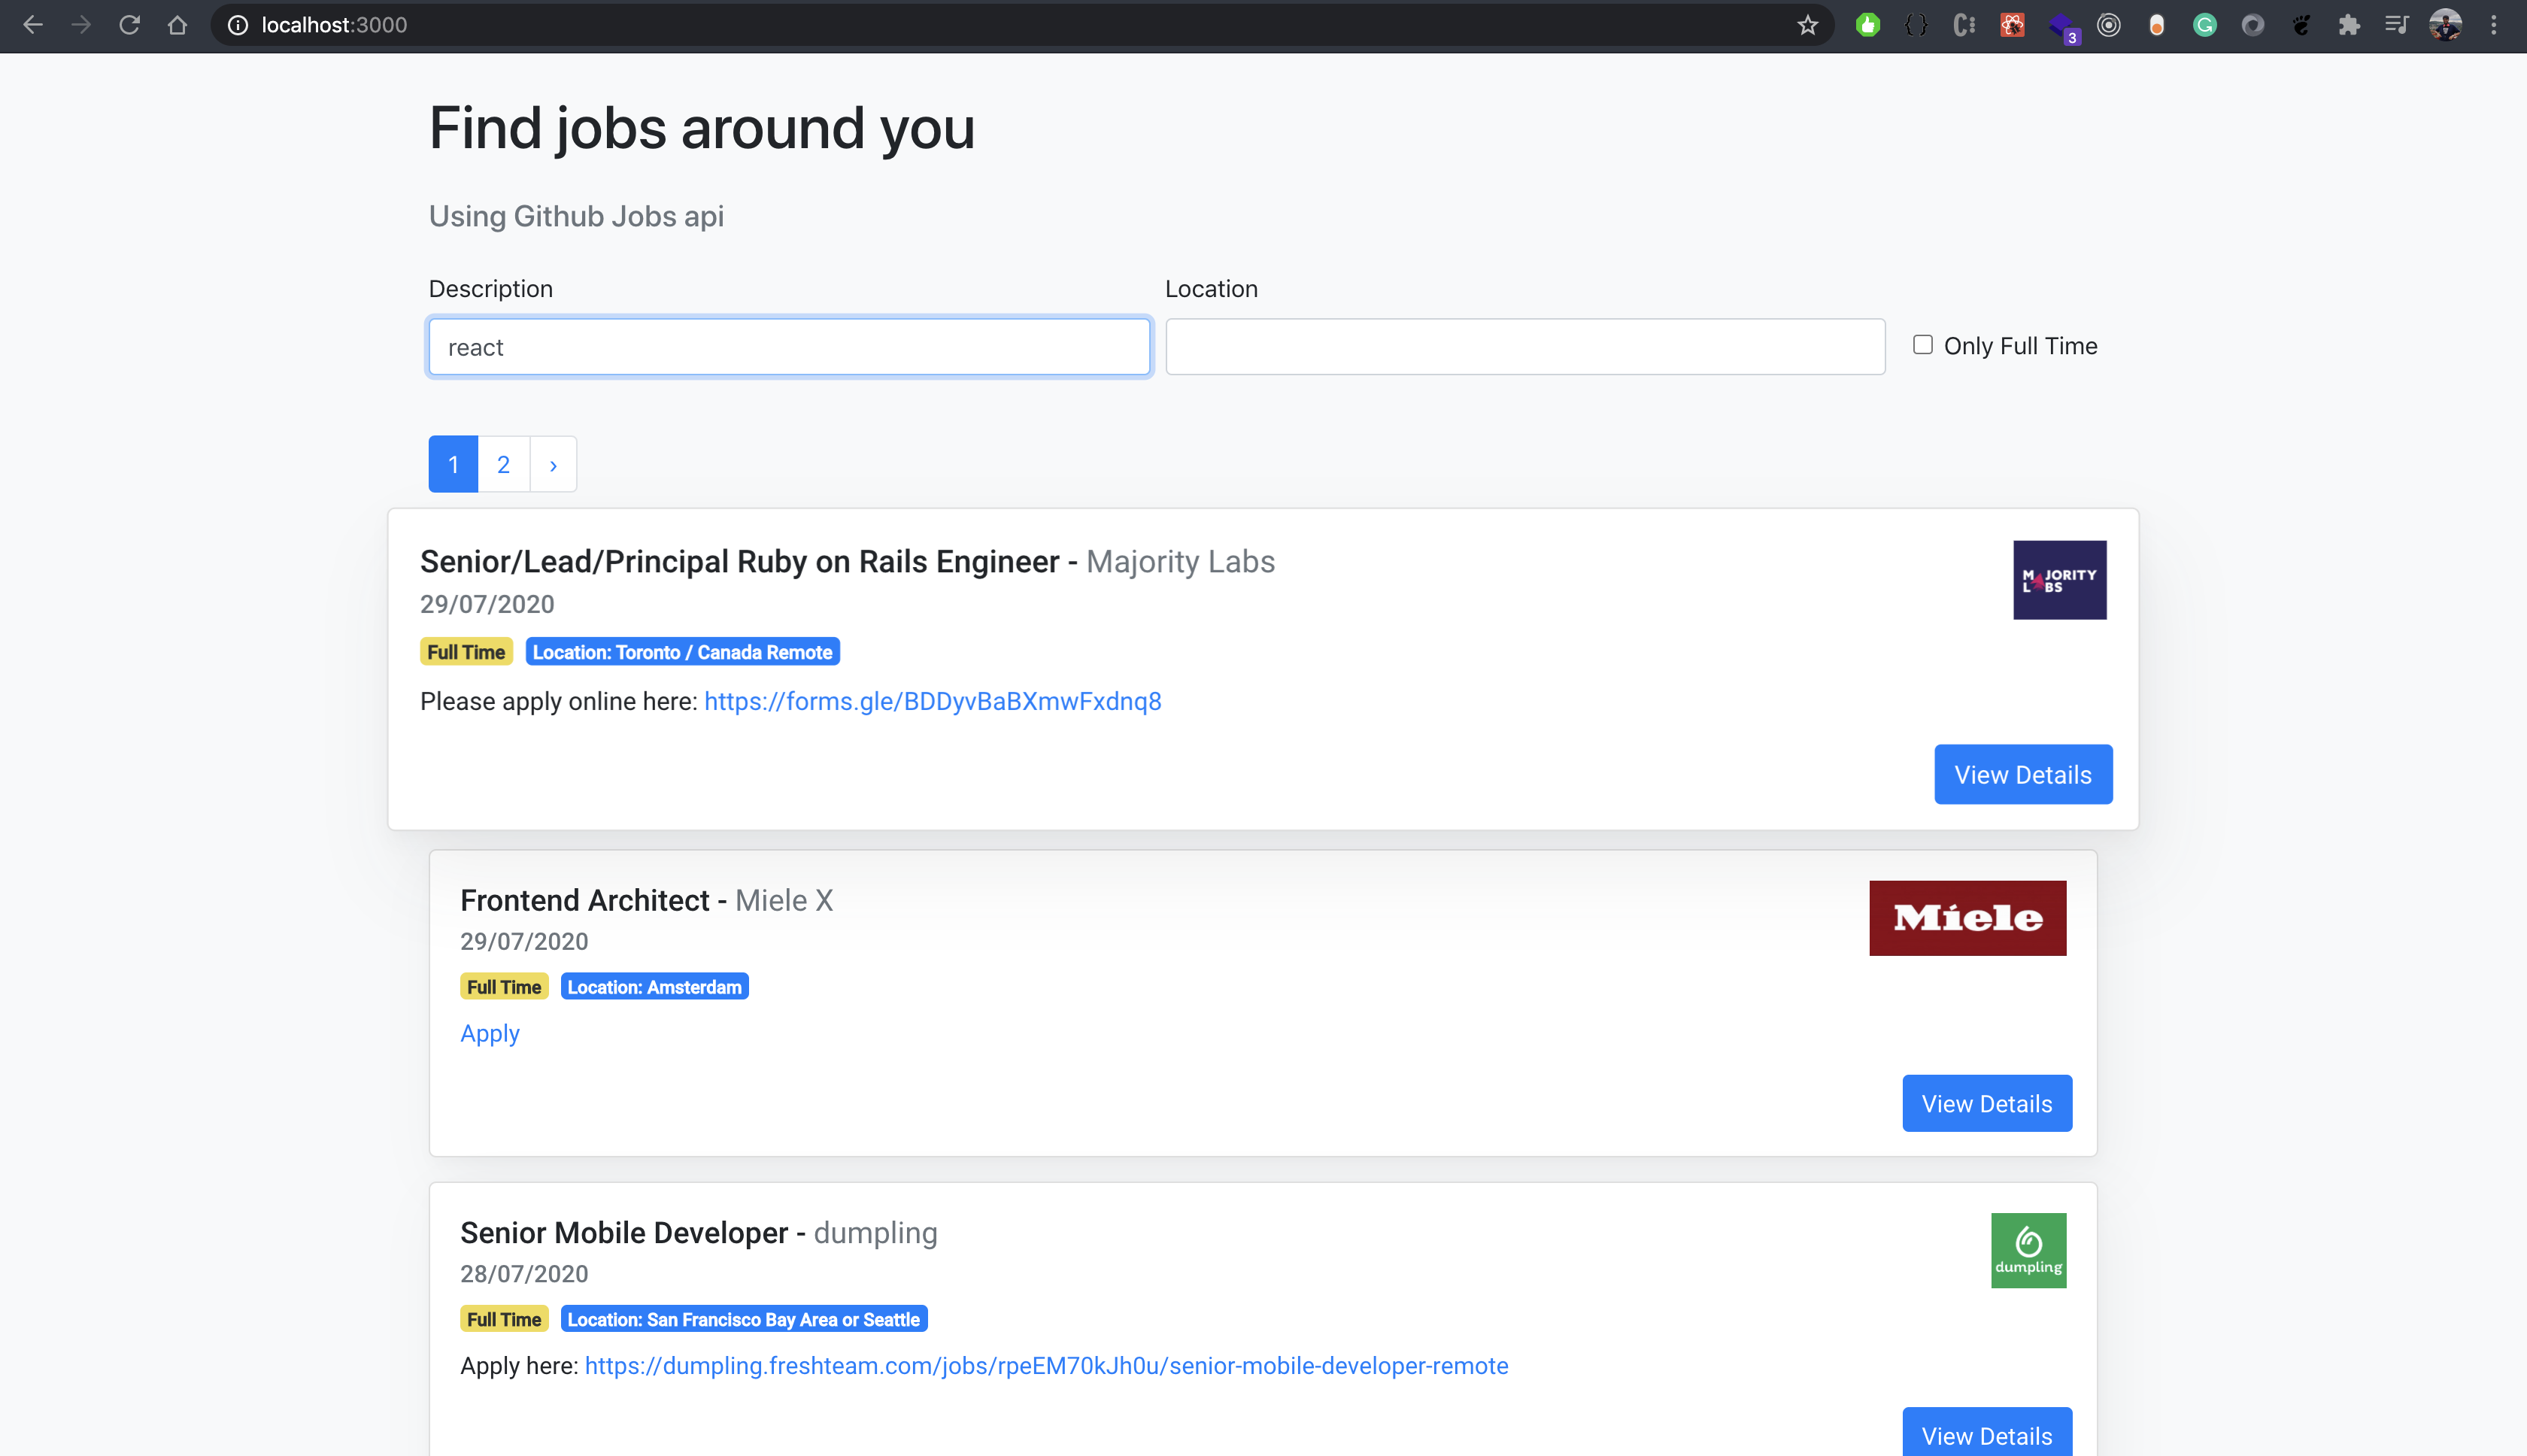 localhost:3000
3
Find jobs around you
Using Github Jobs api
Description
Location
react
Only Full Time
1 2 ›
Senior/Lead/Principal Ruby on Rails Engineer - Majority Labs
MAJORITY
LABS
29/07/2020
Full Time Location: Toronto / Canada Remote
Please apply online here: https://forms.gle/BDDyvBaBXmwFxdnq8
View Details
Frontend Architect - Miele X
Miele
29/07/2020
Full Time Location: Amsterdam
Apply
View Details
Senior Mobile Developer - dumpling
dumpling
28/07/2020
Full Time Location: San Francisco Bay Area or Seattle
Apply here: https://dumpling.freshteam.com/jobs/rpeEM70kJh0u/senior-mobile-developer-remote
View Details